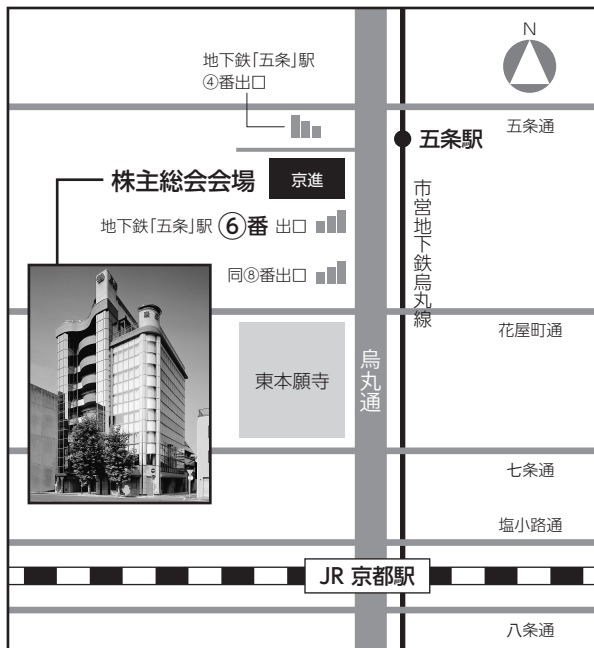 N
地下鉄「五条」駅
④番出口
五条通
五条駅
株主総会会場
京進
地下鉄「五条」駅 ⑥番 出口
同⑧番出口
市営地下鉄烏丸線
花屋町通
烏丸通
東本願寺
七条通
塩小路通
JR 京都駅
八条通